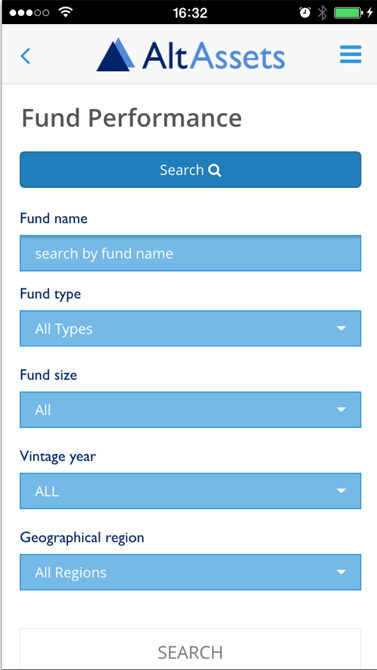 16:32
AltAssets
Fund Performance
Search
Fund name
search by fund name
Fund type
All Types
Fund size
All
Vintage year
ALL
Geographical region
All Regions
SEARCH